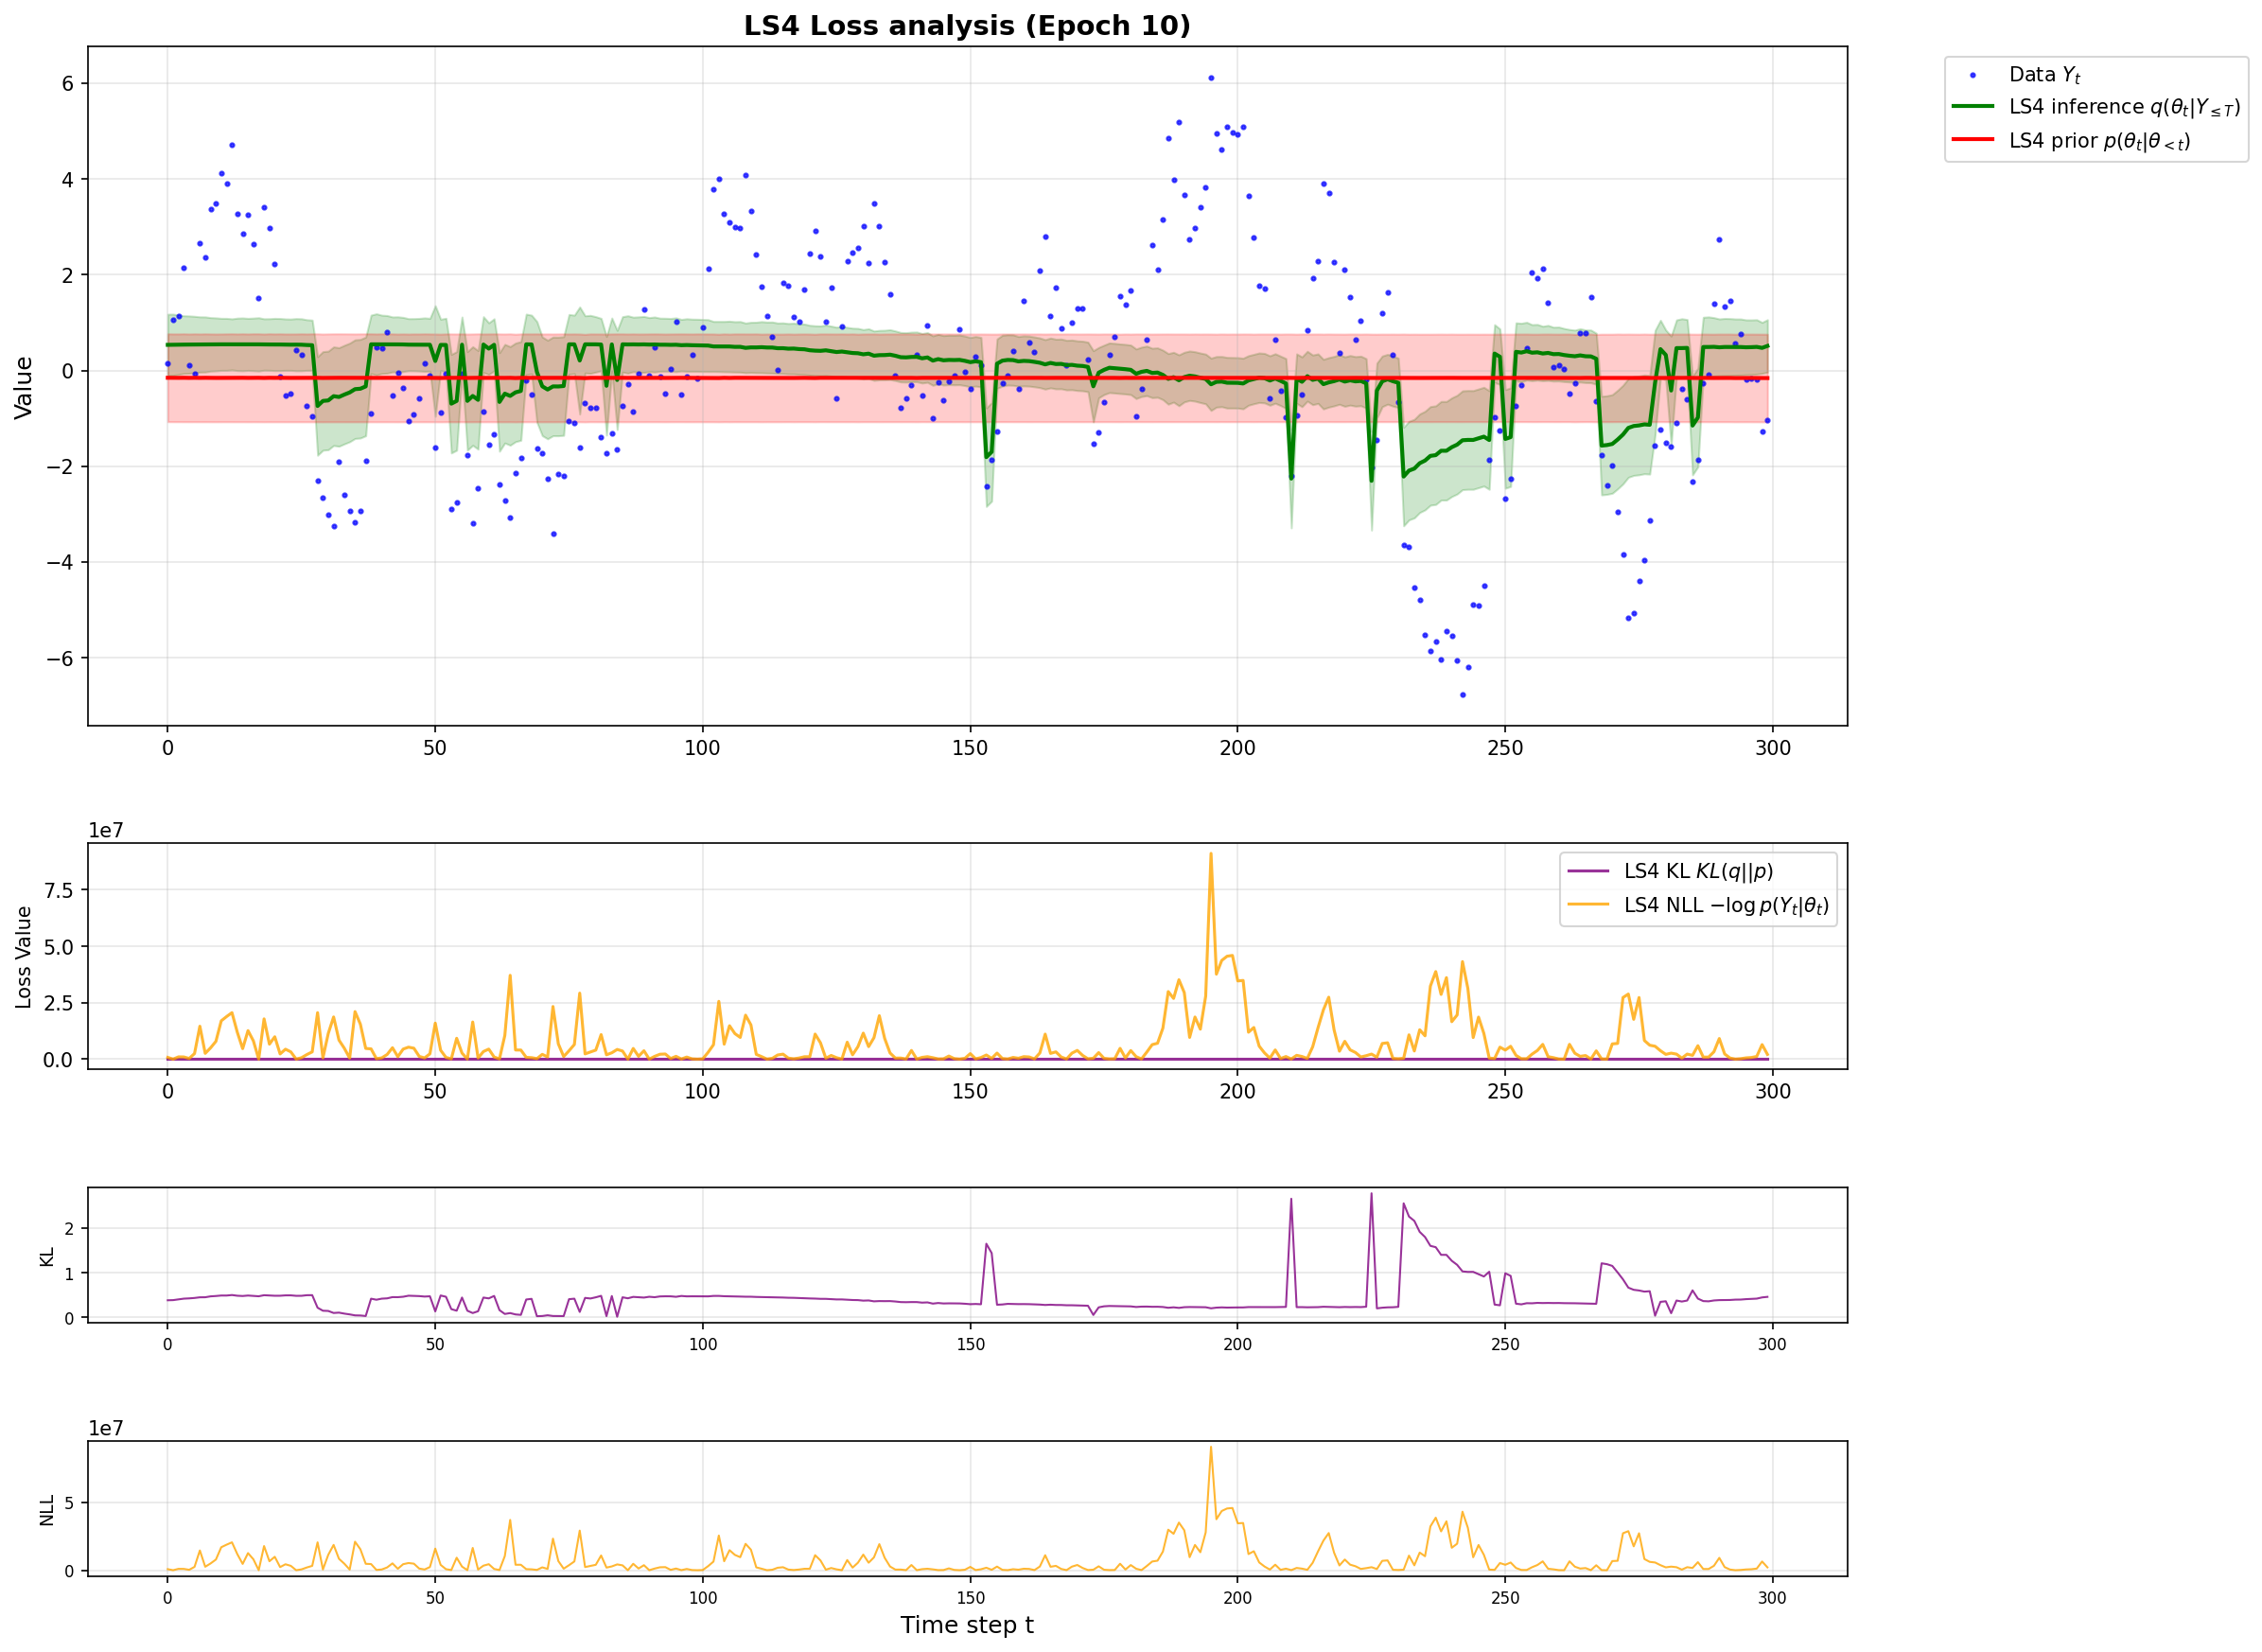 LS4 Loss analysis (Epoch 10)
Data Y_t
LS4 inference q(θ_t|Y_{≤T})
LS4 prior p(θ_t|θ_{<t})
Value
6
4
2
0
−2
−4
−6
0 50 100 150 200 250 300
1e7
Loss Value
7.5
5.0
2.5
0.0
LS4 KL KL(q||p)
LS4 NLL −log p(Y_t|θ_t)
0 50 100 150 200 250 300
KL
2
1
0
0 50 100 150 200 250 300
1e7
NLL
5
0
0 50 100 150 200 250 300
Time step t